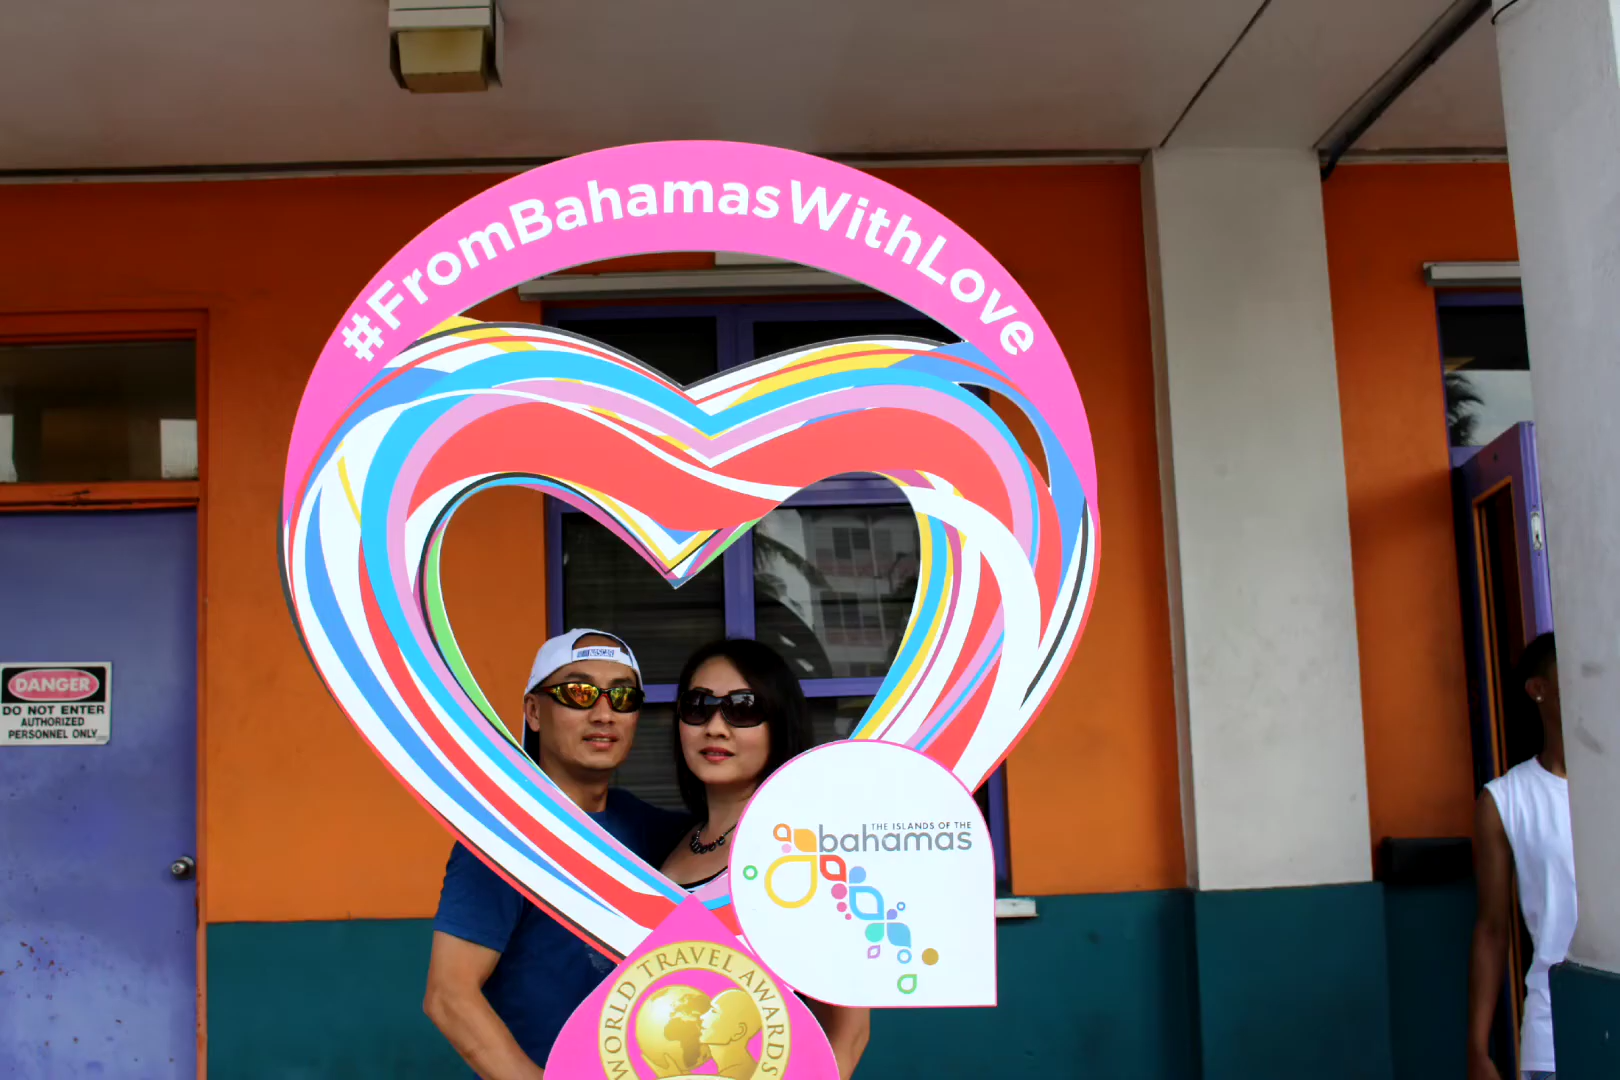 #FromBahamasWithLove
DANGER
DO NOT ENTER
AUTHORIZED
PERSONNEL ONLY
THE ISLANDS OF THE
bahamas
WORLD TRAVEL AWARDS